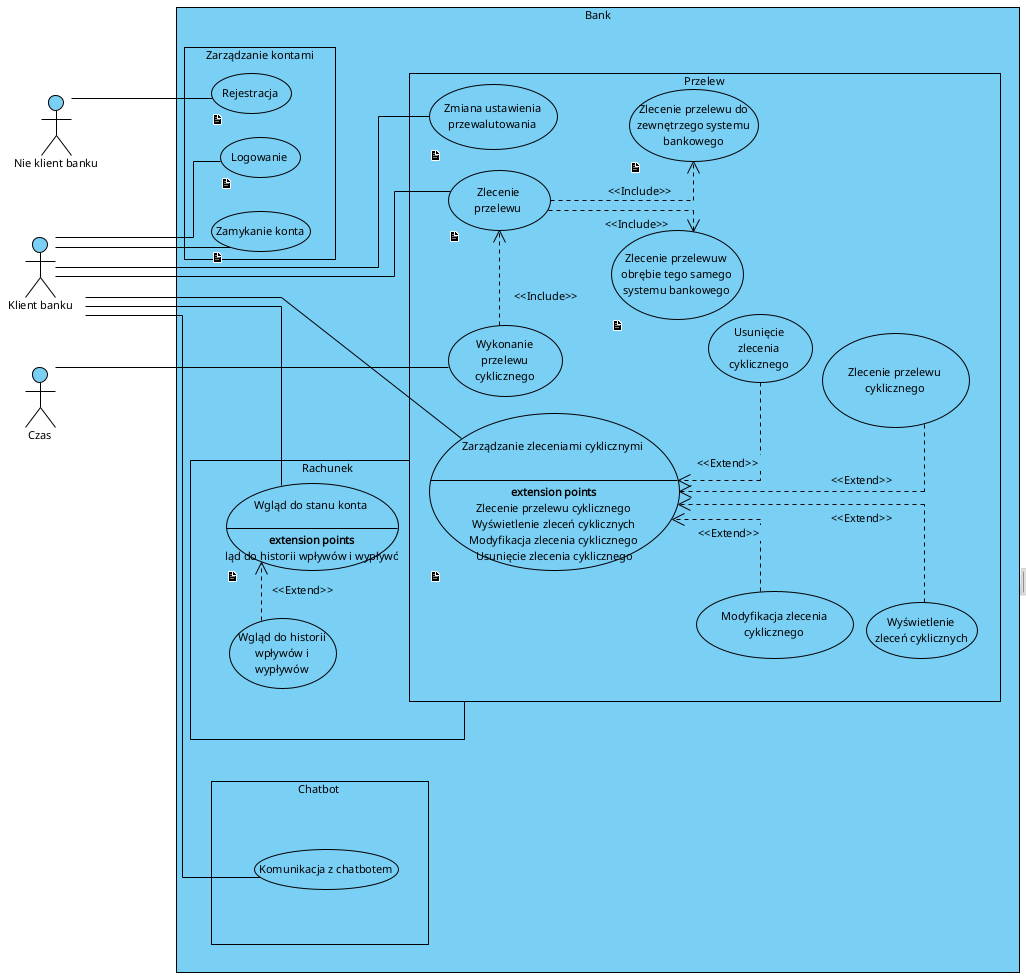 Bank
Zarządzanie kontami
Rejestracja
Logowanie
Zamykanie konta
Nie klient banku
Klient banku
Czas
Przelew
Zmiana ustawienia
przewalutowania
Zlecenie przelewu do
zewnętrzego systemu
bankowego
Zlecenie
przelewu
<<Include>>
<<Include>>
Zlecenie przelewuw
obrębie tego samego
systemu bankowego
<<Include>>
Wykonanie
przelewu
cyklicznego
Usunięcie
zlecenia
cyklicznego
Zlecenie przelewu
cyklicznego
Zarządzanie zleceniami cyklicznymi
extension points
Zlecenie przelewu cyklicznego
Wyświetlenie zleceń cyklicznych
Modyfikacja zlecenia cyklicznego
Usunięcie zlecenia cyklicznego
<<Extend>>
<<Extend>>
<<Extend>>
<<Extend>>
Modyfikacja zlecenia
cyklicznego
Wyświetlenie
zleceń cyklicznych
Rachunek
Wgląd do stanu konta
extension points
ląd do historii wpływów i wypływć
<<Extend>>
Wgląd do historii
wpływów i
wypływów
Chatbot
Komunikacja z chatbotem